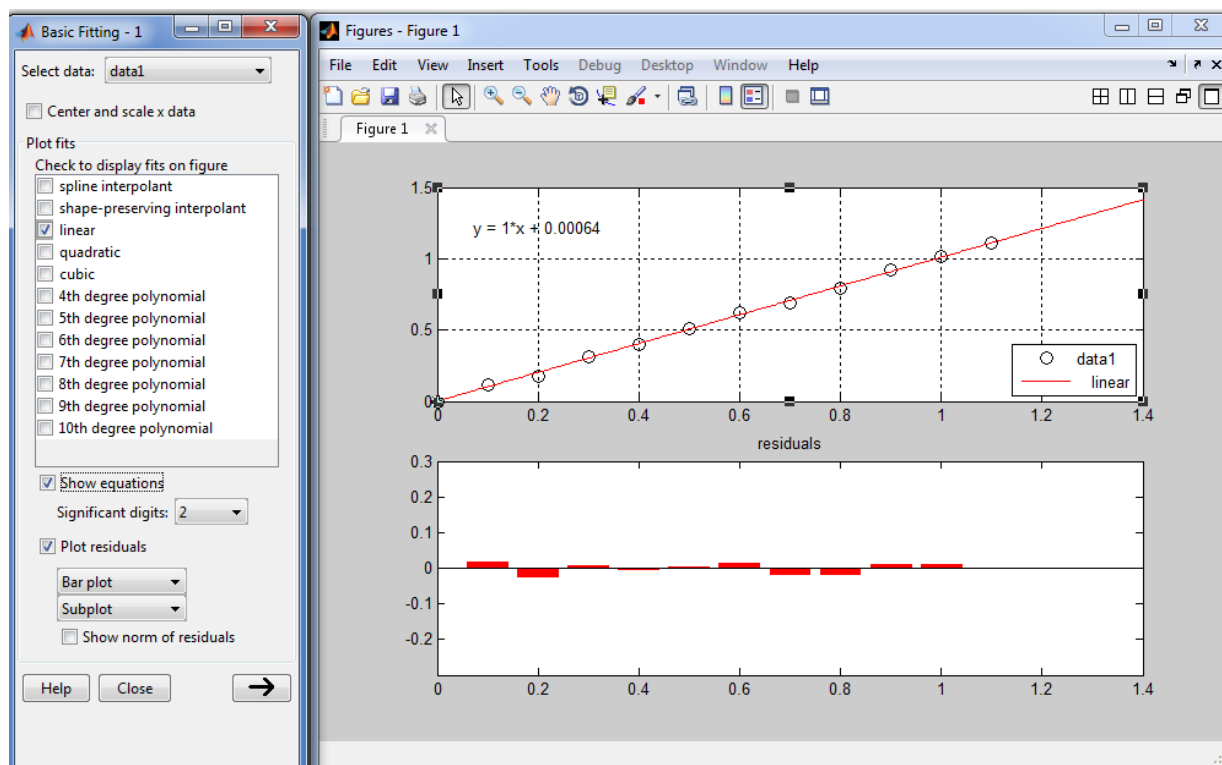 Basic Fitting - 1
Select data: data1
Center and scale x data
Plot fits
Check to display fits on figure
spline interpolant
shape-preserving interpolant
linear
quadratic
cubic
4th degree polynomial
5th degree polynomial
6th degree polynomial
7th degree polynomial
8th degree polynomial
9th degree polynomial
10th degree polynomial
Show equations
Significant digits: 2
Plot residuals
Bar plot
Subplot
Show norm of residuals
Help Close
Figures - Figure 1
File Edit View Insert Tools Debug Desktop Window Help
Figure 1
1.5
y = 1*x + 0.00064
1
0.5
data1
linear
0
0 0.2 0.4 0.6 0.8 1 1.2 1.4
residuals
0.3
0.2
0.1
0
-0.1
-0.2
0 0.2 0.4 0.6 0.8 1 1.2 1.4